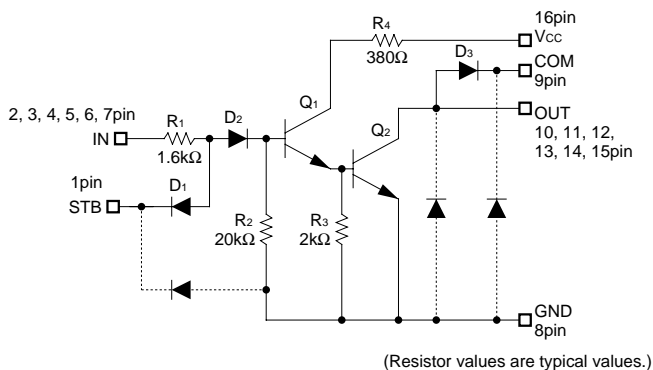 16pin
R4
VCC
380Ω
D3
COM
9pin
2, 3, 4, 5, 6, 7pin
Q1
OUT
R1
D2
Q2
10, 11, 12,
IN
13, 14, 15pin
1.6kΩ
1pin
D1
STB
R2
R3
20kΩ
2kΩ
GND
8pin
(Resistor values are typical values.)